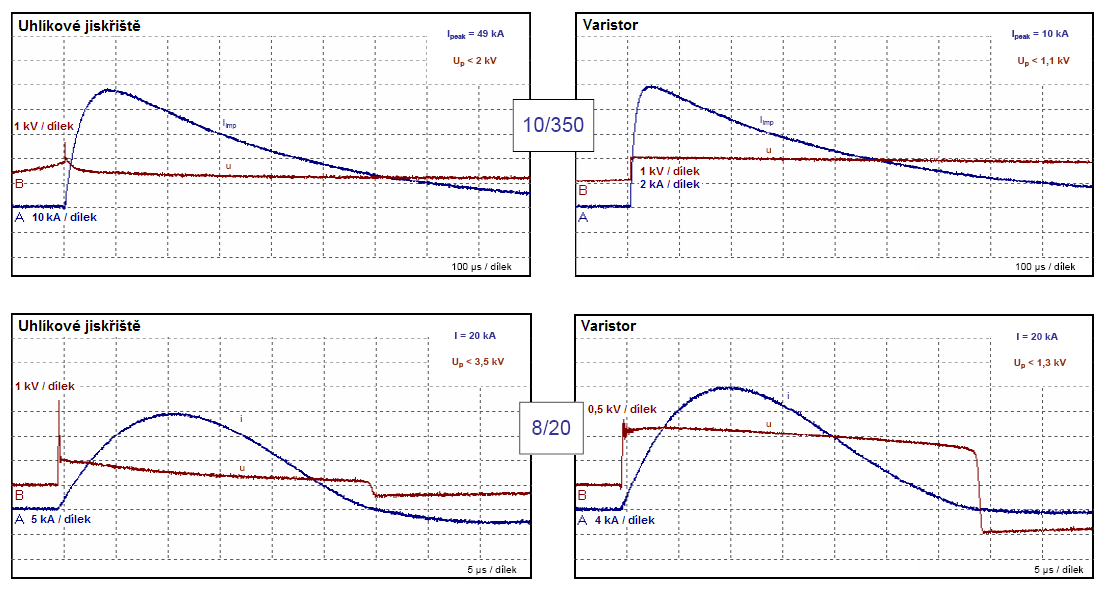 Uhlíkové jiskřiště
Ipeak = 49 kA
Up < 2 kV
1 kV / dílek
Iimp
u
B
A 10 kA / dílek
100 µs / dílek
Varistor
Ipeak = 10 kA
Up < 1,1 kV
Iimp
u
1 kV / dílek
2 kA / dílek
B
A
100 µs / dílek
10/350
Uhlíkové jiskřiště
I = 20 kA
Up < 3,5 kV
1 kV / dílek
i
u
B
A 5 kA / dílek
5 µs / dílek
Varistor
I = 20 kA
Up < 1,3 kV
0,5 kV / dílek
i
u
B
A 4 kA / dílek
5 µs / dílek
8/20